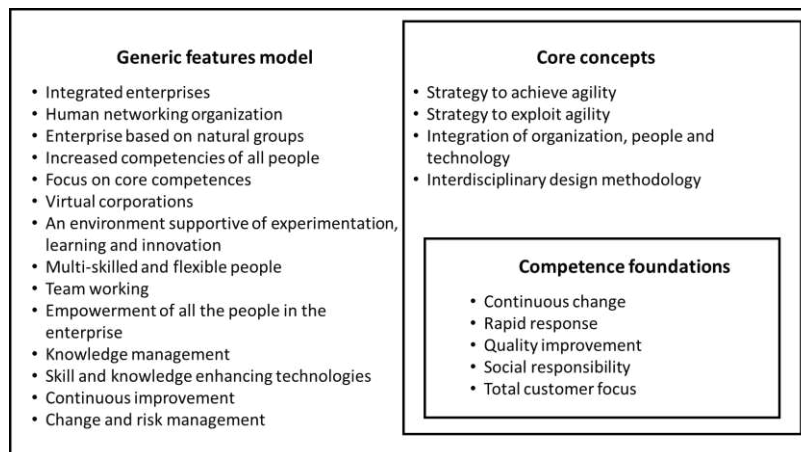 Generic features model
• Integrated enterprises
• Human networking organization
• Enterprise based on natural groups
• Increased competencies of all people
• Focus on core competences
• Virtual corporations
• An environment supportive of experimentation,
learning and innovation
• Multi-skilled and flexible people
• Team working
• Empowerment of all the people in the
enterprise
• Knowledge management
• Skill and knowledge enhancing technologies
• Continuous improvement
• Change and risk management
Core concepts
• Strategy to achieve agility
• Strategy to exploit agility
• Integration of organization, people and
technology
• Interdisciplinary design methodology
Competence foundations
• Continuous change
• Rapid response
• Quality improvement
• Social responsibility
• Total customer focus